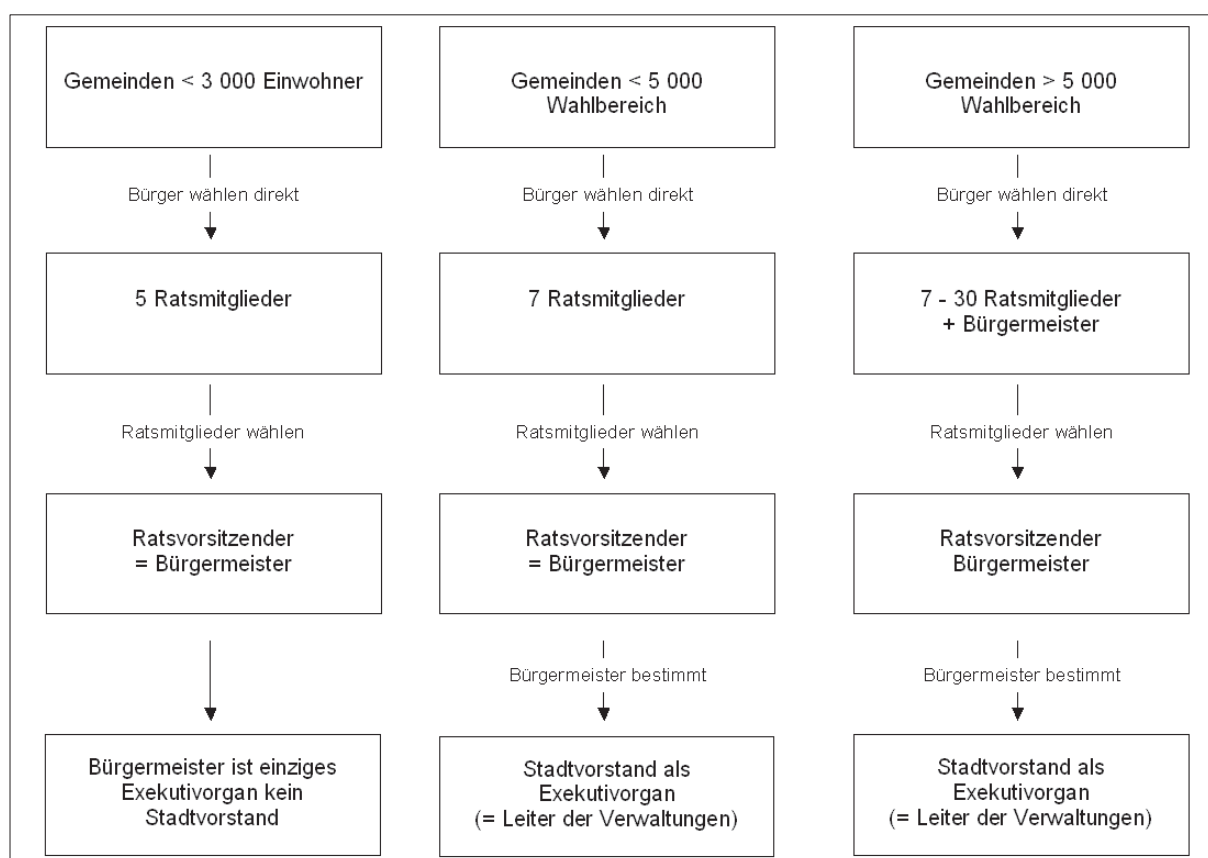 Gemeinden < 3 000 Einwohner
Bürger wählen direkt
5 Ratsmitglieder
Ratsmitglieder wählen
Ratsvorsitzender
= Bürgermeister
Bürgermeister ist einziges
Exekutivorgan kein
Stadtvorstand
Gemeinden < 5 000
Wahlbereich
Bürger wählen direkt
7 Ratsmitglieder
Ratsmitglieder wählen
Ratsvorsitzender
= Bürgermeister
Bürgermeister bestimmt
Stadtvorstand als
Exekutivorgan
(= Leiter der Verwaltungen)
Gemeinden > 5 000
Wahlbereich
Bürger wählen direkt
7 - 30 Ratsmitglieder
+ Bürgermeister
Ratsmitglieder wählen
Ratsvorsitzender
Bürgermeister
Bürgermeister bestimmt
Stadtvorstand als
Exekutivorgan
(= Leiter der Verwaltungen)